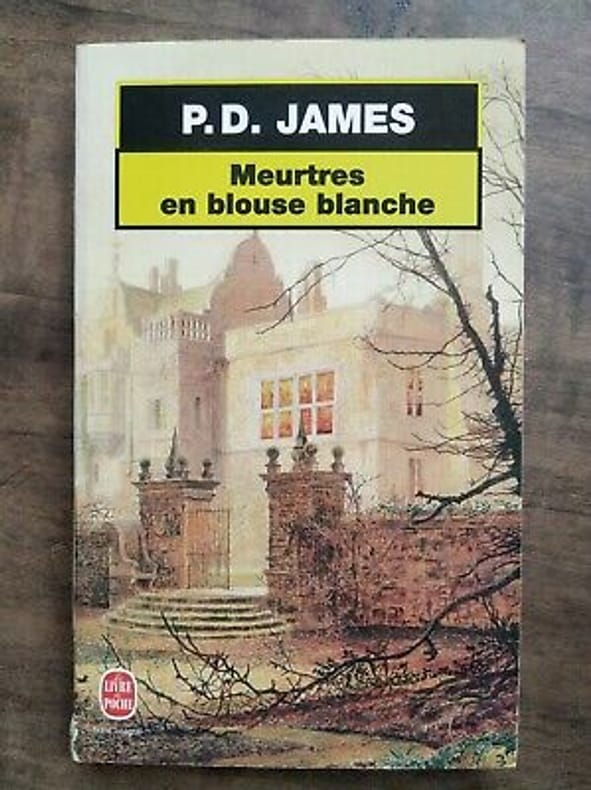 P. D. JAMES
Meurtres
en blouse blanche
LE LIVRE
DE POCHE